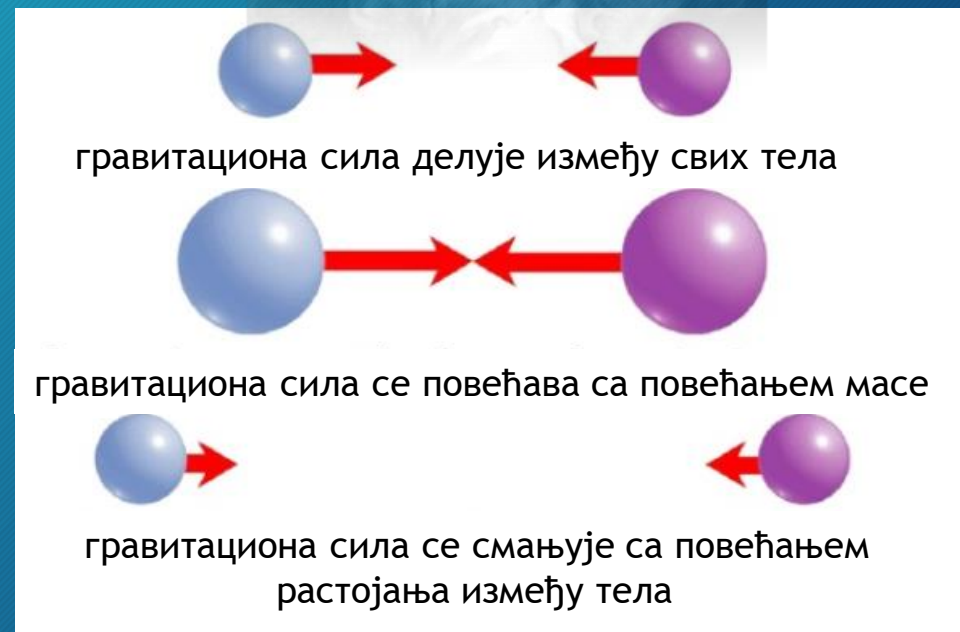 гравитациона сила делује између свих тела
гравитациона сила се повећава са повећањем масе
гравитациона сила се смањује са повећањем
растојања између тела